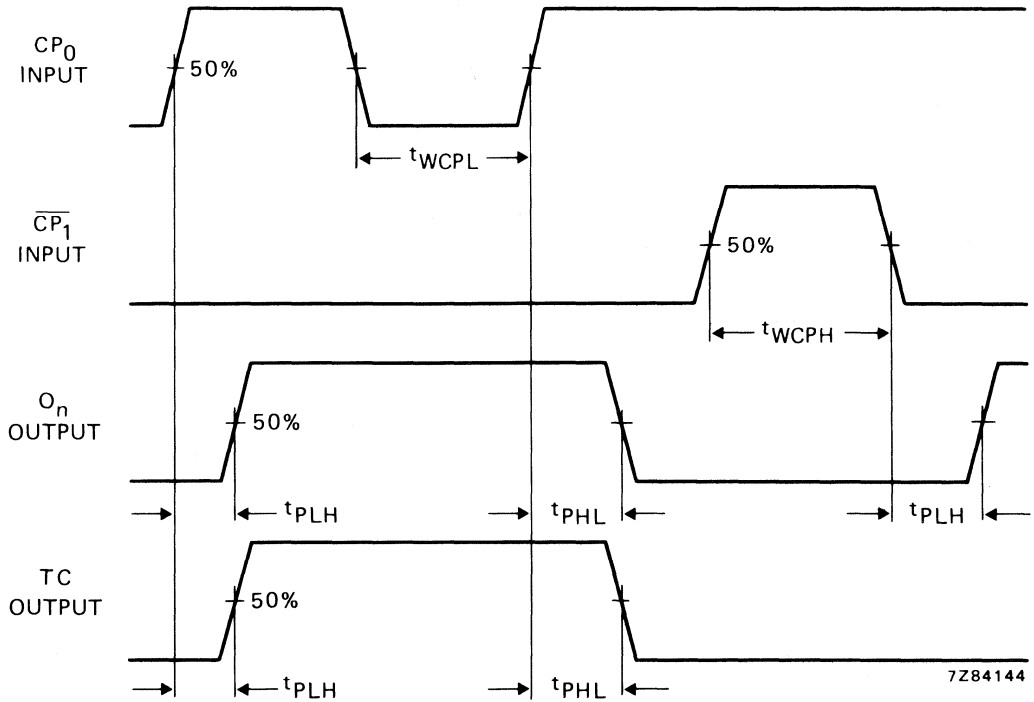 CP0
INPUT
50%
tWCPL
CP1
INPUT
50%
tWCPH
On
OUTPUT
50%
tPLH
tPHL
tPLH
TC
OUTPUT
50%
tPLH
tPHL
7Z84144